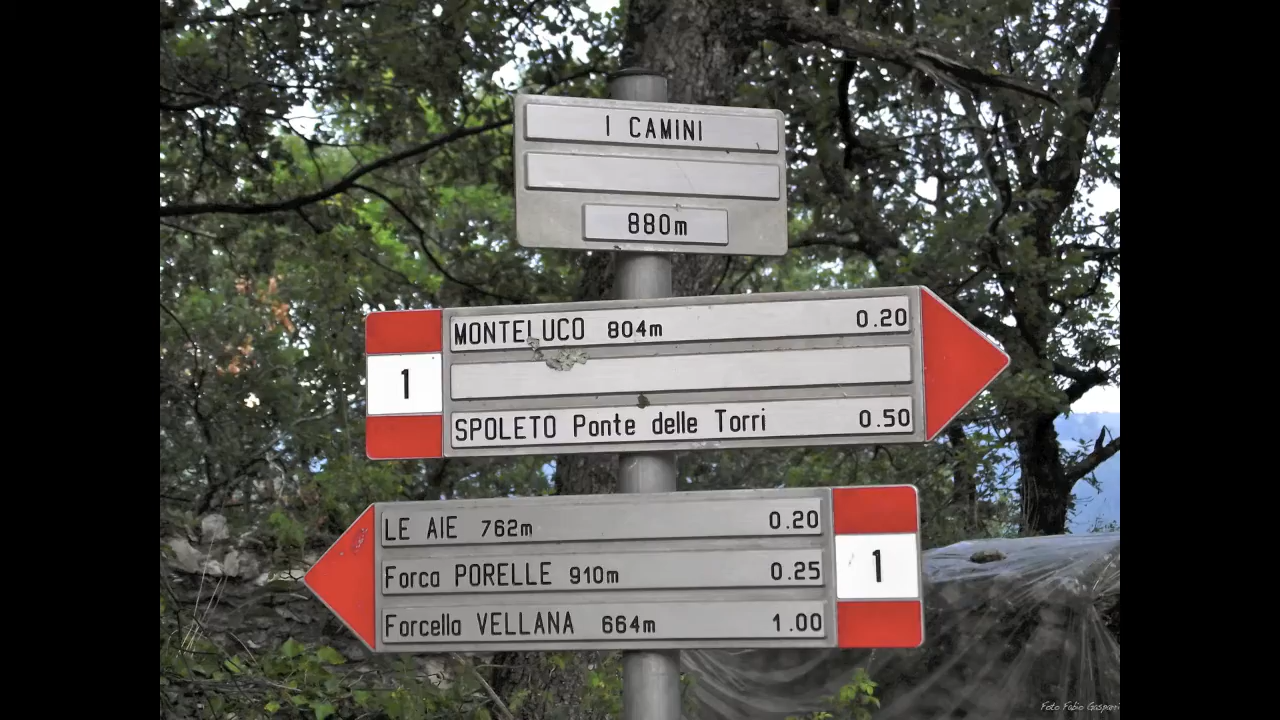 I CAMINI
880m
MONTELUCO 804m 0.20
1
SPOLETO Ponte delle Torri 0.50
LE AIE 762m 0.20
Forca PORELLE 910m 0.25
1
Forcella VELLANA 664m 1.00
Foto Fabio Gasparri